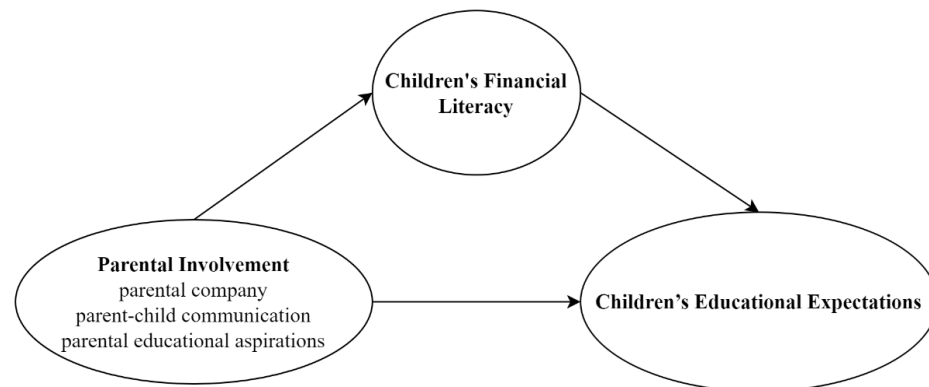 Children's Financial
Literacy
Parental Involvement
parental company
parent-child communication
parental educational aspirations
Children’s Educational Expectations